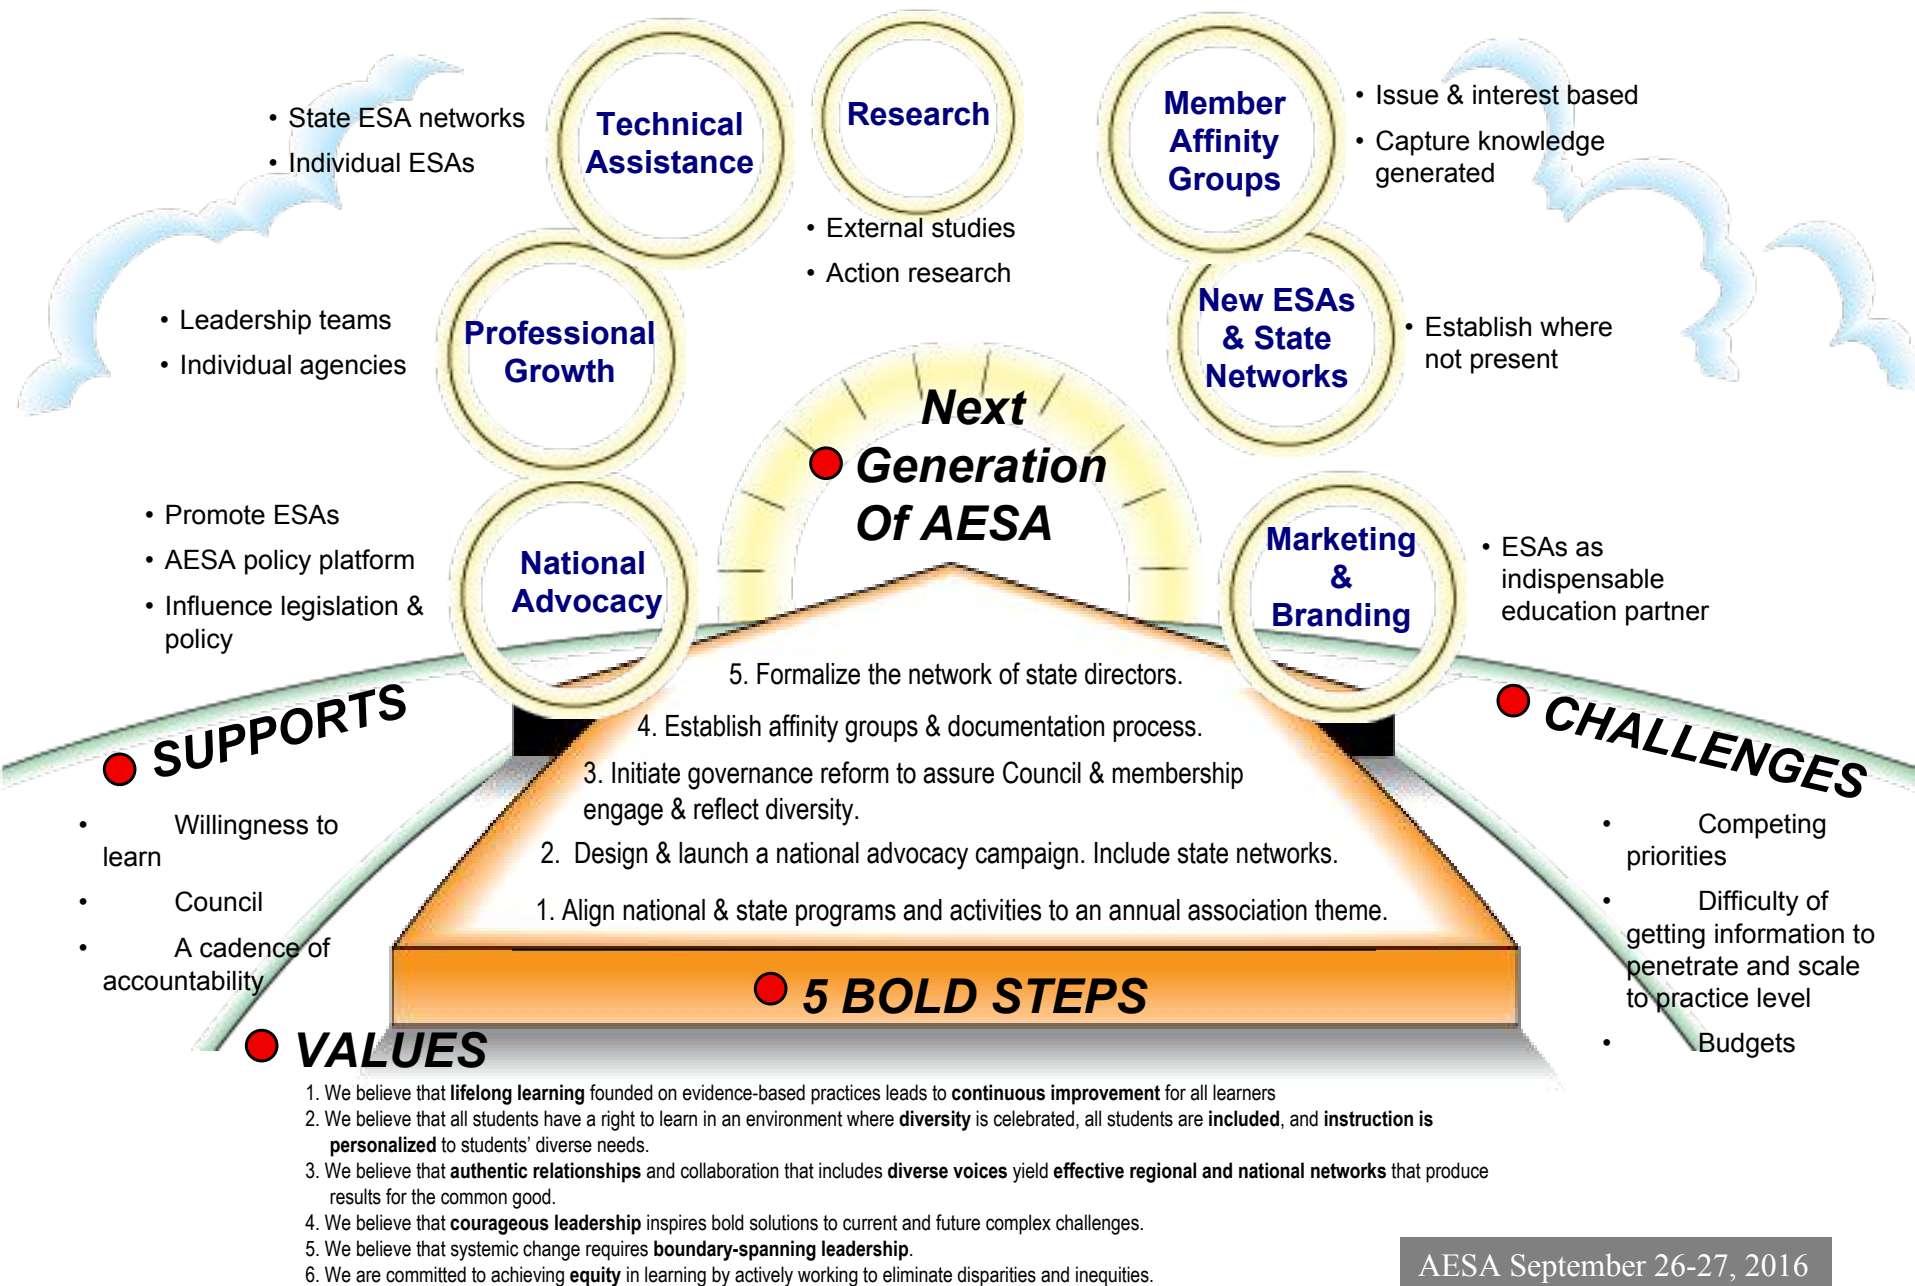 Technical
Assistance
• State ESA networks
• Individual ESAs
Research
• External studies
• Action research
Member
Affinity
Groups
• Issue & interest based
• Capture knowledge
generated
Professional
Growth
• Leadership teams
• Individual agencies
New ESAs
& State
Networks
• Establish where
not present
National
Advocacy
• Promote ESAs
• AESA policy platform
• Influence legislation &
policy
Next
Generation
Of AESA
Marketing
&
Branding
• ESAs as
indispensable
education partner
5. Formalize the network of state directors.
4. Establish affinity groups & documentation process.
3. Initiate governance reform to assure Council & membership
engage & reflect diversity.
2. Design & launch a national advocacy campaign. Include state networks.
1. Align national & state programs and activities to an annual association theme.
5 BOLD STEPS
SUPPORTS
• Willingness to
learn
• Council
• A cadence of
accountability
CHALLENGES
• Competing
priorities
• Difficulty of
getting information to
penetrate and scale
to practice level
• Budgets
VALUES
1. We believe that lifelong learning founded on evidence-based practices leads to continuous improvement for all learners
2. We believe that all students have a right to learn in an environment where diversity is celebrated, all students are included, and instruction is
personalized to students’ diverse needs.
3. We believe that authentic relationships and collaboration that includes diverse voices yield effective regional and national networks that produce
results for the common good.
4. We believe that courageous leadership inspires bold solutions to current and future complex challenges.
5. We believe that systemic change requires boundary-spanning leadership.
6. We are committed to achieving equity in learning by actively working to eliminate disparities and inequities.
AESA September 26-27, 2016